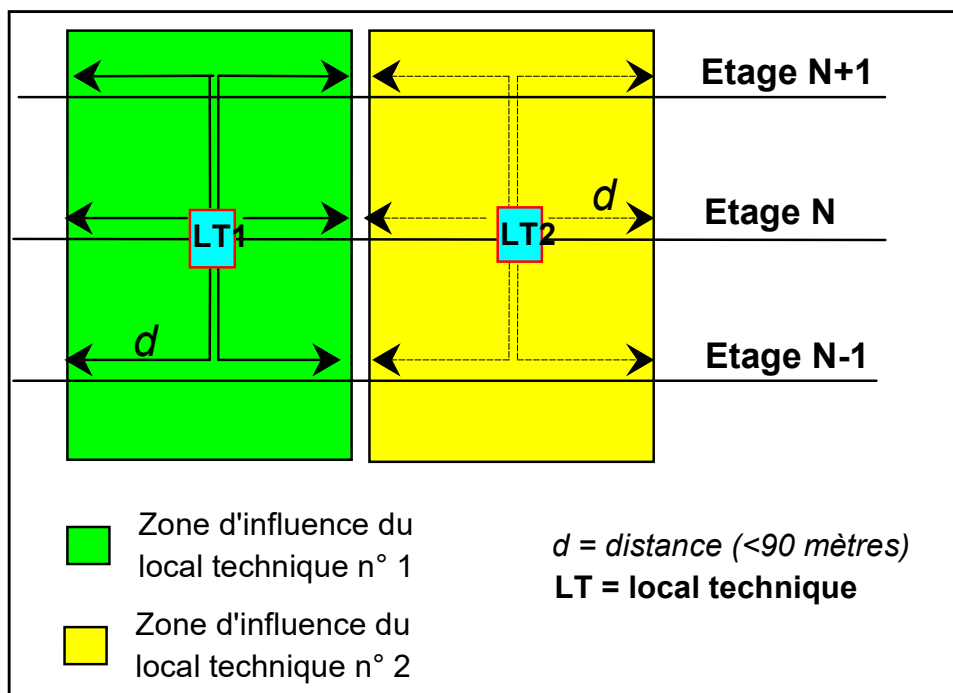 Etage N+1
d
Etage N
LT1
LT2
d
Etage N-1
Zone d'influence du
local technique n° 1
d = distance (<90 mètres)
LT = local technique
Zone d'influence du
local technique n° 2